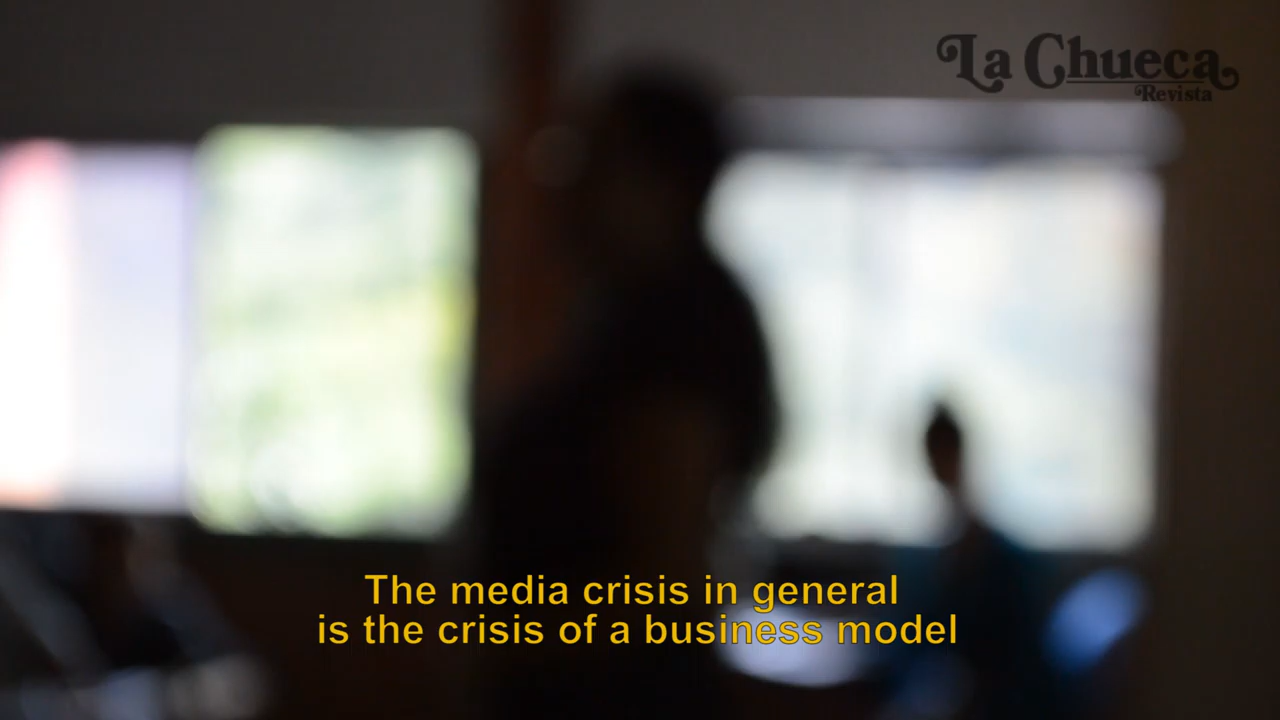 La Chueca
Revista
The media crisis in general
is the crisis of a business model